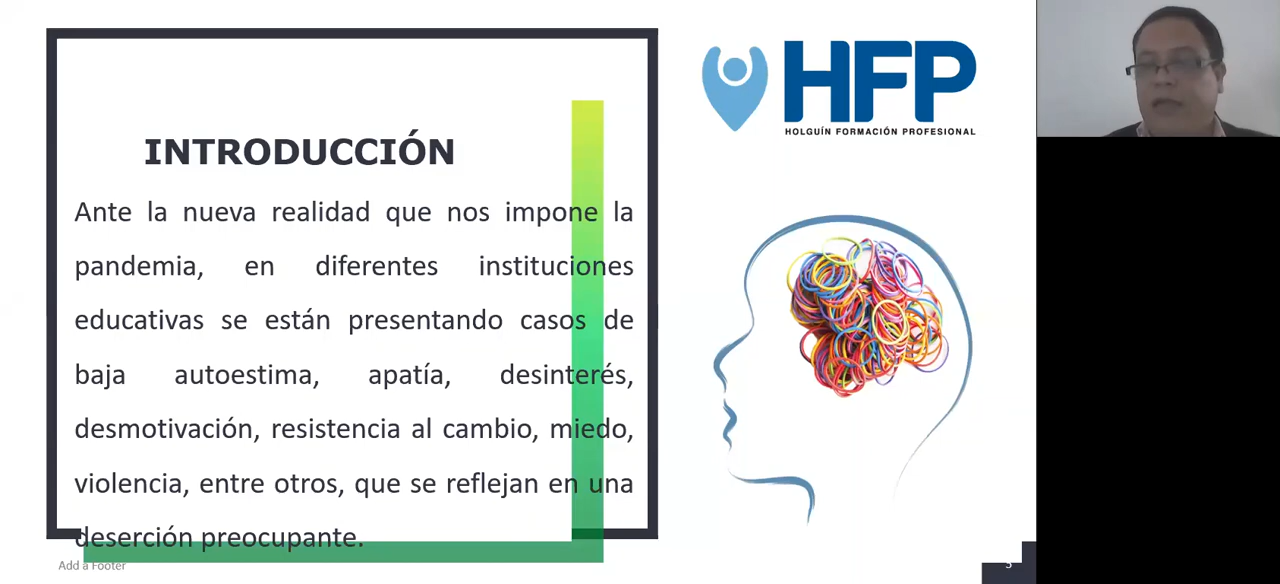 INTRODUCCIÓN
Ante la nueva realidad que nos impone la
pandemia, en diferentes instituciones
educativas se están presentando casos de
baja autoestima, apatía, desinterés,
desmotivación, resistencia al cambio, miedo,
violencia, entre otros, que se reflejan en una
deserción preocupante.
Add a Footer
HFP
HOLGUÍN FORMACIÓN PROFESIONAL